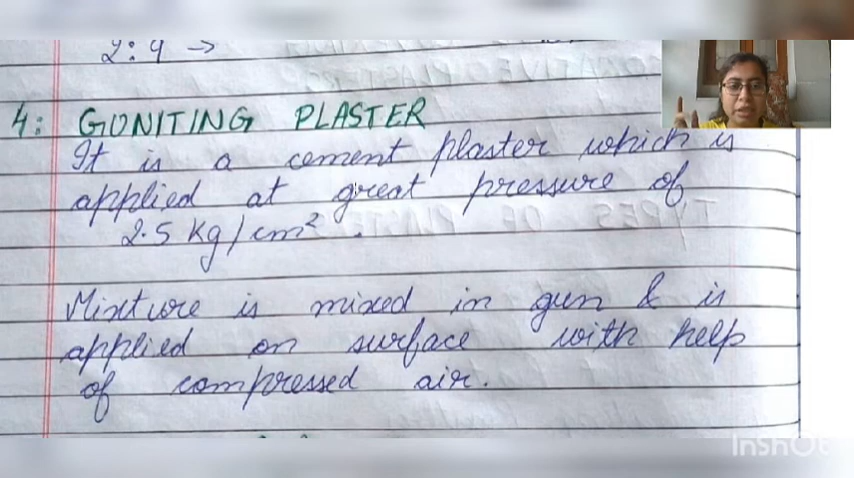 2:9 →
4: GUNITING PLASTER
It is a cement plaster which is
applied at great pressure of
2.5 kg/cm² .
Mixture is mixed in gun & is
applied on surface with help
of compressed air.
InShOt